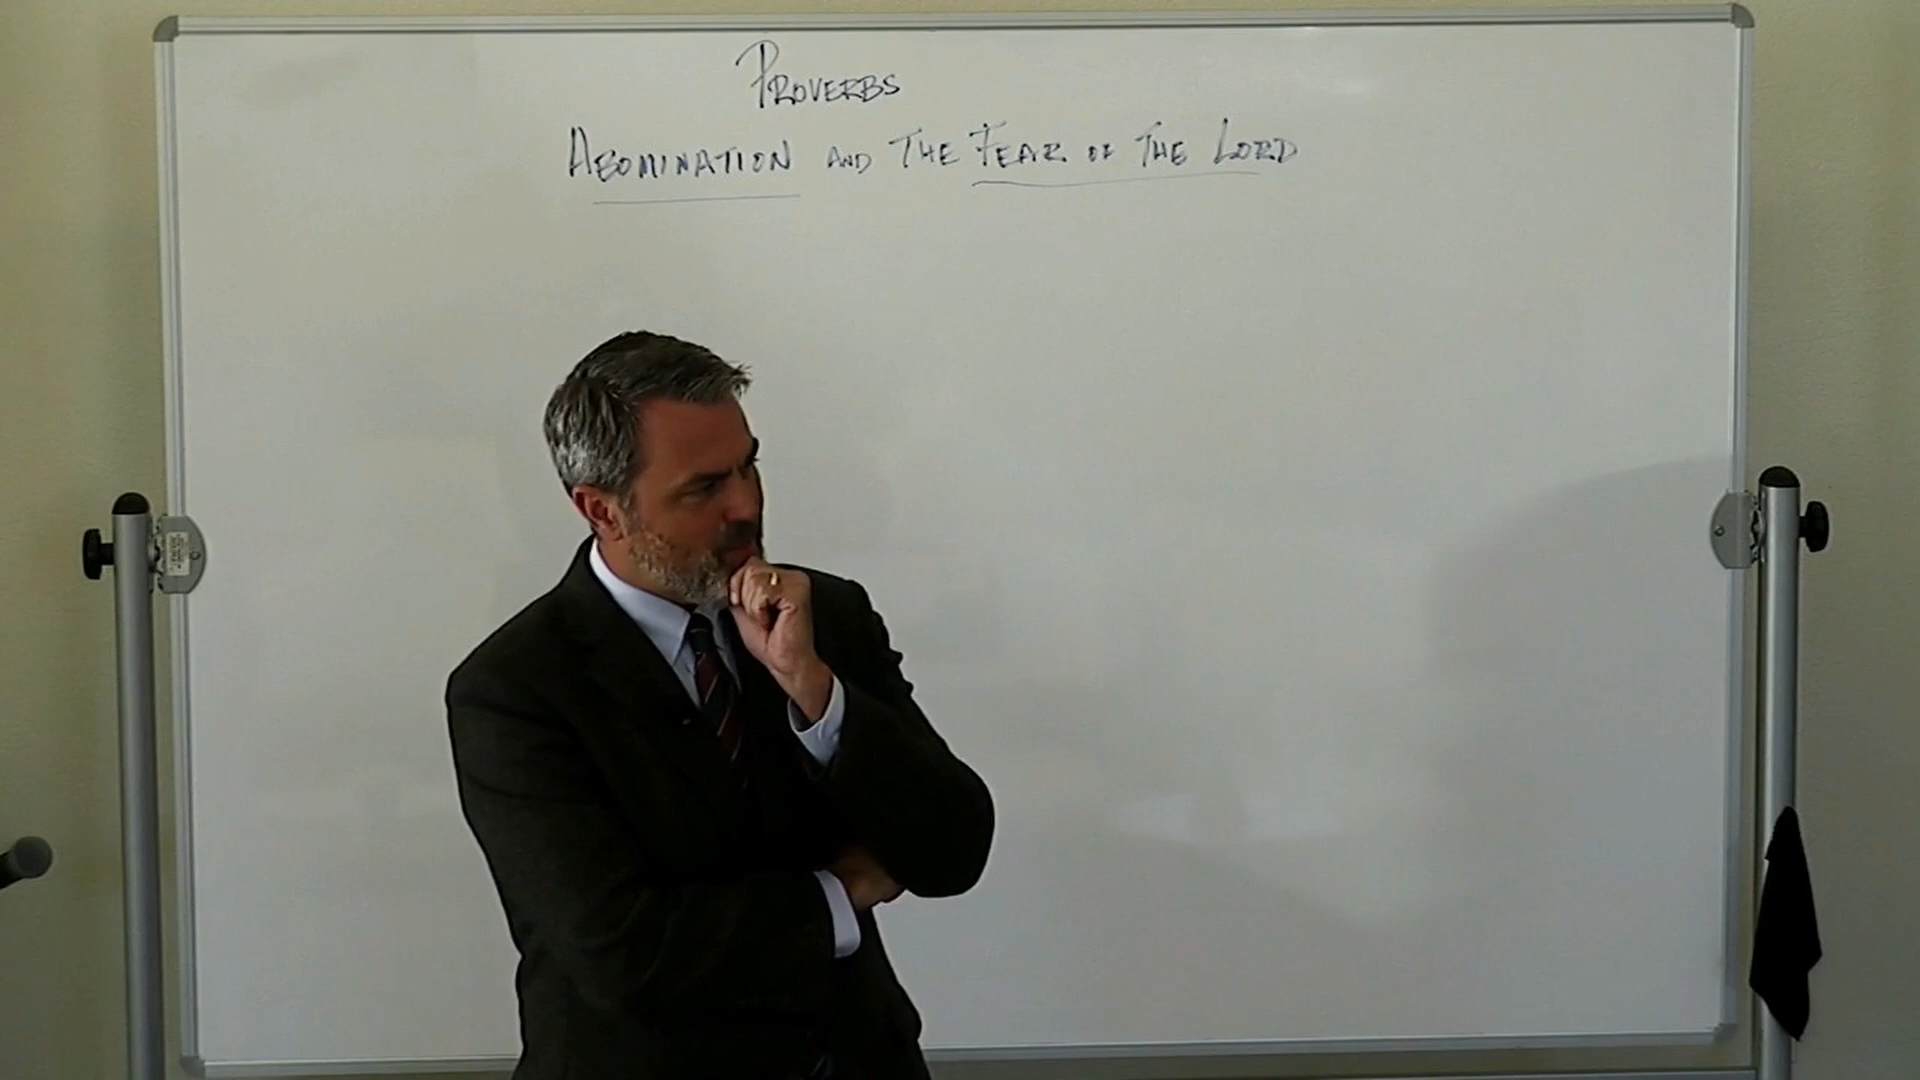 Proverbs
Abomination and The Fear of The Lord